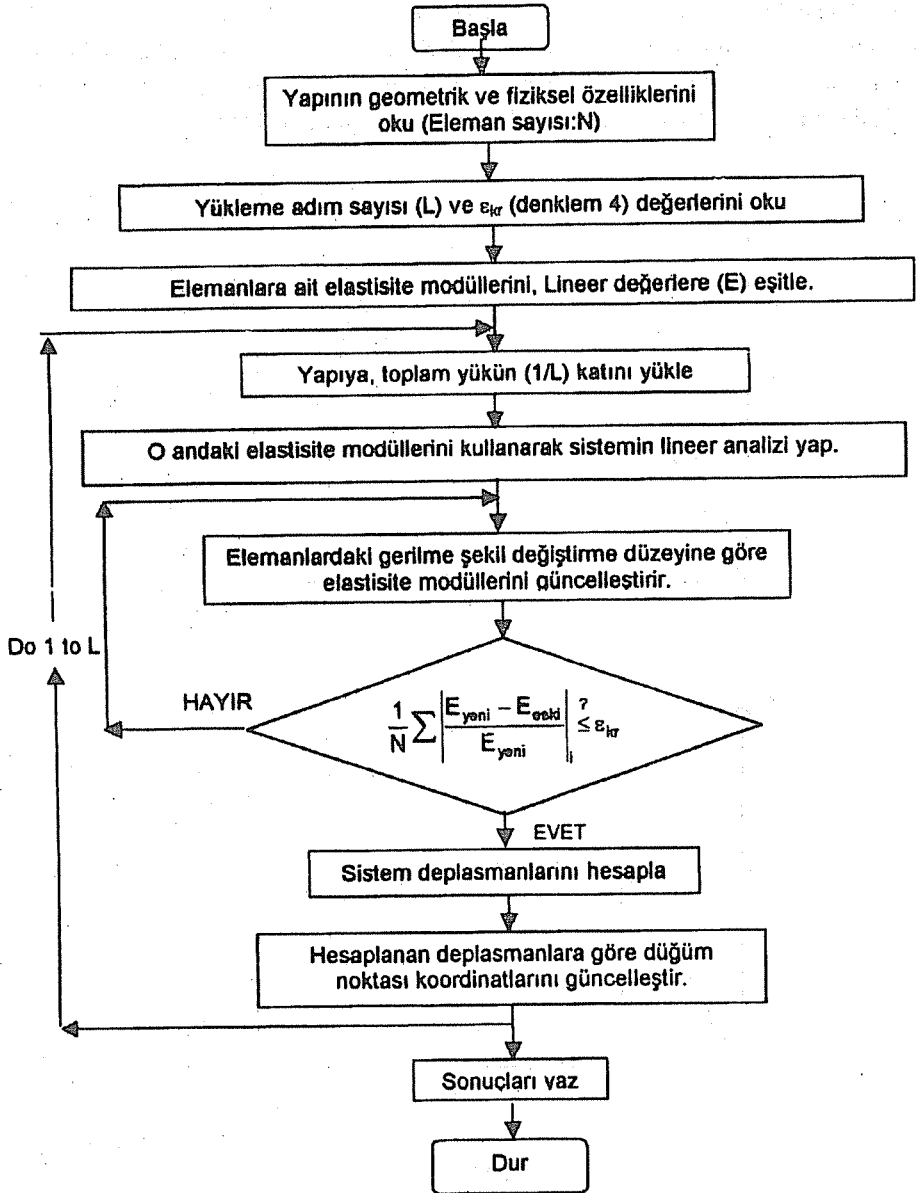 Başla
Yapının geometrik ve fiziksel özelliklerini
oku (Eleman sayısı:N)
Yükleme adım sayısı (L) ve εkr (denklem 4) değerlerini oku
Elemanlara ait elastisite modüllerini, Lineer değerlere (E) eşitle.
Yapıya, toplam yükün (1/L) katını yükle
O andaki elastisite modüllerini kullanarak sistemin lineer analizi yap.
Elemanlardaki gerilme şekil değiştirme düzeyine göre
elastisite modüllerini güncelleştirir.
Do 1 to L
HAYIR
1/N ∑ |(Eyeni − Eeski)/Eyeni|i ≤? εkr
EVET
Sistem deplasmanlarını hesapla
Hesaplanan deplasmanlara göre düğüm
noktası koordinatlarını güncelleştir.
Sonuçları yaz
Dur